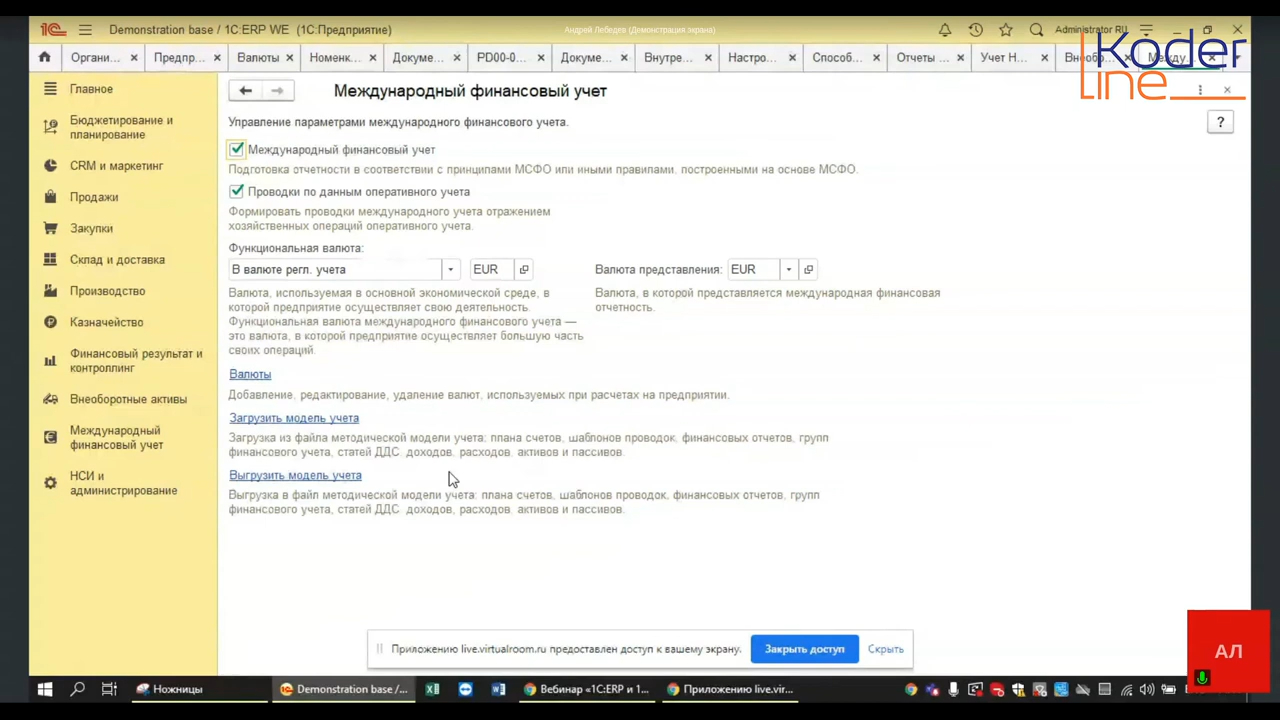 Demonstration base / 1C:ERP WE (1С:Предприятие)
Андрей Лебедев (Демонстрация экрана)
Administrator RU
Koder
line
Органи...
Предпр...
Валюты
Номенк...
Докуме...
PD00-0...
Докуме...
Внутре...
Настро...
Способ...
Отчеты ...
Учет Н...
Внеобо...
Между...
Главное
Бюджетирование и
планирование
CRM и маркетинг
Продажи
Закупки
Склад и доставка
Производство
Казначейство
Финансовый результат и
контроллинг
Внеоборотные активы
Международный
финансовый учет
НСИ и
администрирование
Международный финансовый учет
Управление параметрами международного финансового учета.
?
Международный финансовый учет
Подготовка отчетности в соответствии с принципами МСФО или иными правилами, построенными на основе МСФО.
Проводки по данным оперативного учета
Формировать проводки международного учета отражением
хозяйственных операций оперативного учета.
Функциональная валюта:
В валюте регл. учета EUR Валюта представления: EUR
Валюта, используемая в основной экономической среде, в
которой предприятие осуществляет свою деятельность.
Функциональная валюта международного финансового учета —
это валюта, в которой предприятие осуществляет большую часть
своих операций.
Валюта, в которой представляется международная финансовая
отчетность.
Валюты
Добавление, редактирование, удаление валют, используемых при расчетах на предприятии.
Загрузить модель учета
Загрузка из файла методической модели учета: плана счетов, шаблонов проводок, финансовых отчетов, групп
финансового учета, статей ДДС, доходов, расходов, активов и пассивов.
Выгрузить модель учета
Выгрузка в файл методической модели учета: плана счетов, шаблонов проводок, финансовых отчетов, групп
финансового учета, статей ДДС, доходов, расходов, активов и пассивов.
Приложению live.virtualroom.ru предоставлен доступ к вашему экрану.
Закрыть доступ
Скрыть
АЛ
Ножницы
Demonstration base /...
Вебинар «1С:ERP и 1...
Приложению live.vir...